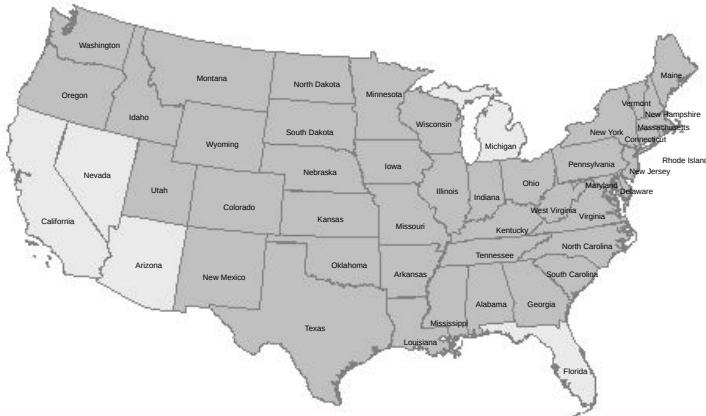 Washington
Maine
Montana
North Dakota
Minnesota
Oregon
Vermont
New Hampshire
Idaho
Wisconsin
Massachusetts
South Dakota
New York
Connecticut
Wyoming
Michigan
Rhode Island
Iowa
Pennsylvania
New Jersey
Nebraska
Nevada
Ohio
Maryland
Utah
Illinois
Indiana
Delaware
Colorado
West Virginia
Virginia
California
Kansas
Missouri
Kentucky
North Carolina
Tennessee
Arizona
Oklahoma
New Mexico
Arkansas
South Carolina
Alabama
Georgia
Texas
Mississippi
Louisiana
Florida